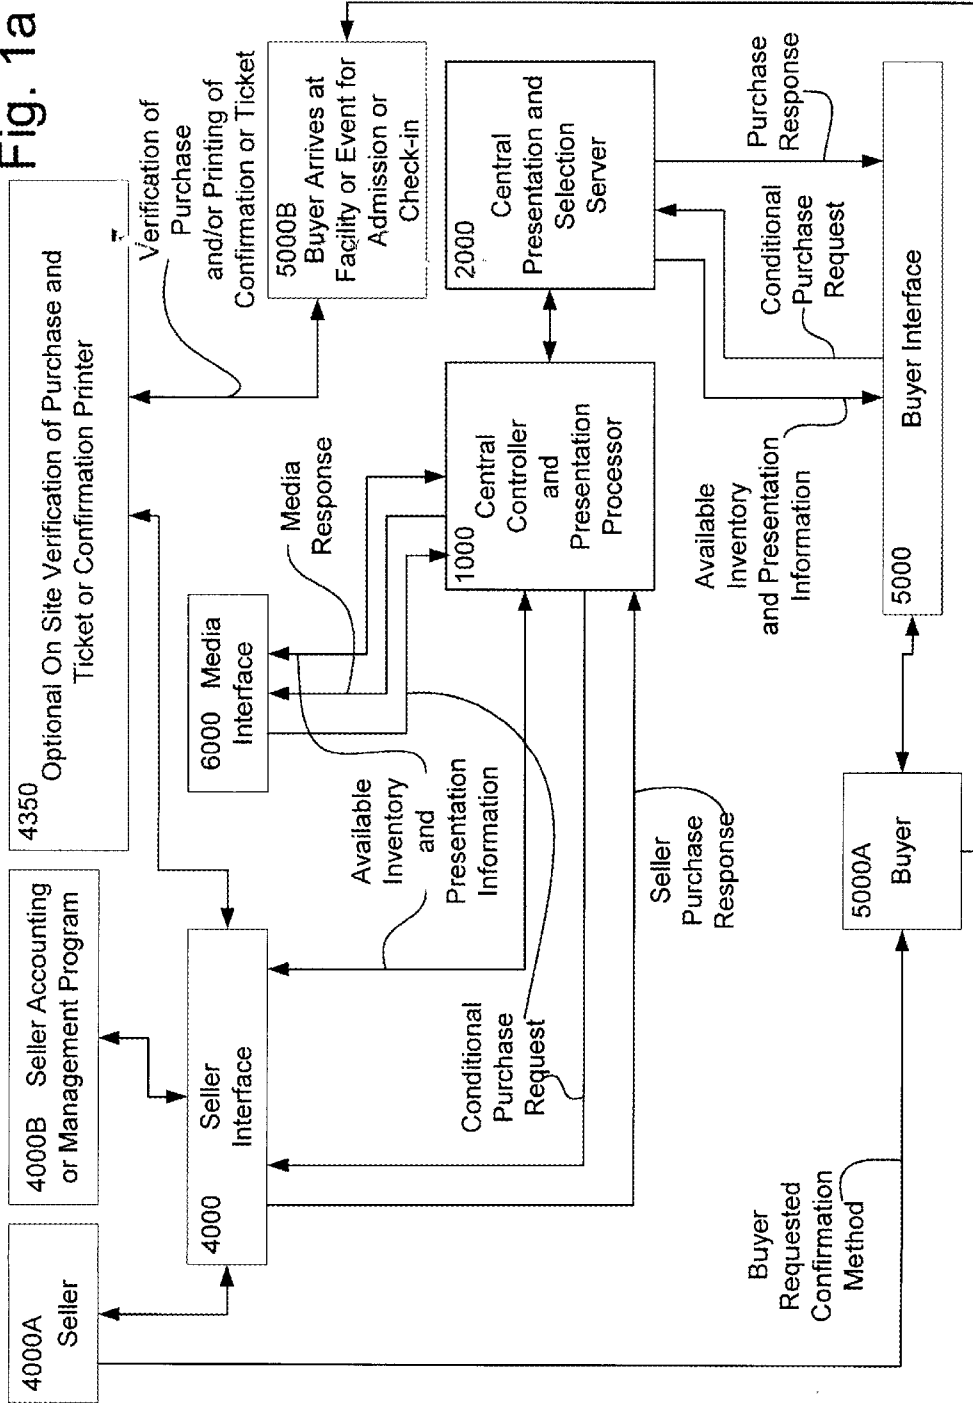 Fig. 1a
4000A
Seller
4000B Seller Accounting
or Management Program
4350
Optional On Site Verification of Purchase and
Ticket or Confirmation Printer
Verification of
Purchase
and/or Printing of
Confirmation or Ticket
4000
Seller
Interface
6000 Media
Interface
Media
Response
5000B
Buyer Arrives at
Facility or Event for
Admission or
Check-in
Available
Inventory
and
Presentation
Information
Conditional
Purchase
Request
Seller
Purchase
Response
1000
Central
Controller
and
Presentation
Processor
2000
Central
Presentation and
Selection
Server
Buyer
Requested
Confirmation
Method
Available
Inventory
and Presentation
Information
Conditional
Purchase
Request
Purchase
Response
5000A
Buyer
5000
Buyer Interface